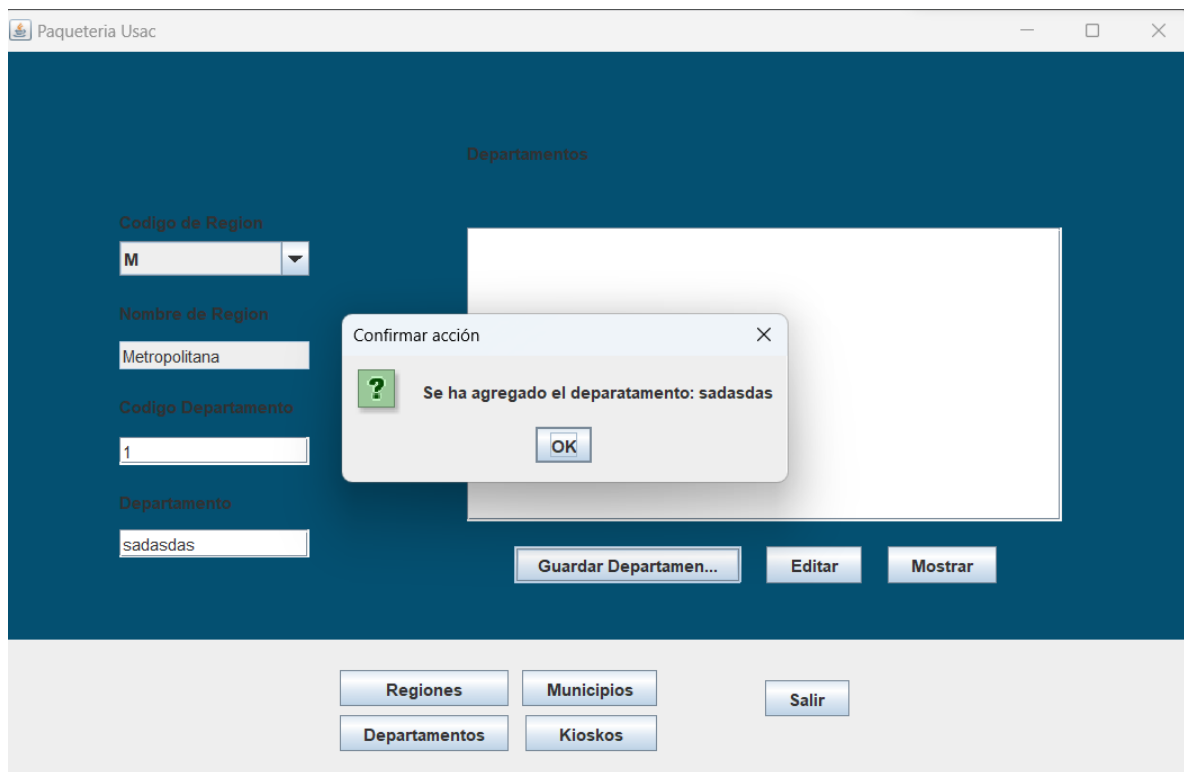 Paqueteria Usac
Departamentos
Codigo de Region
M
Nombre de Region
Metropolitana
Codigo Departamento
1
Departamento
sadasdas
Confirmar acción
?
Se ha agregado el deparatamento: sadasdas
OK
Guardar Departamen...
Editar
Mostrar
Regiones
Municipios
Salir
Departamentos
Kioskos